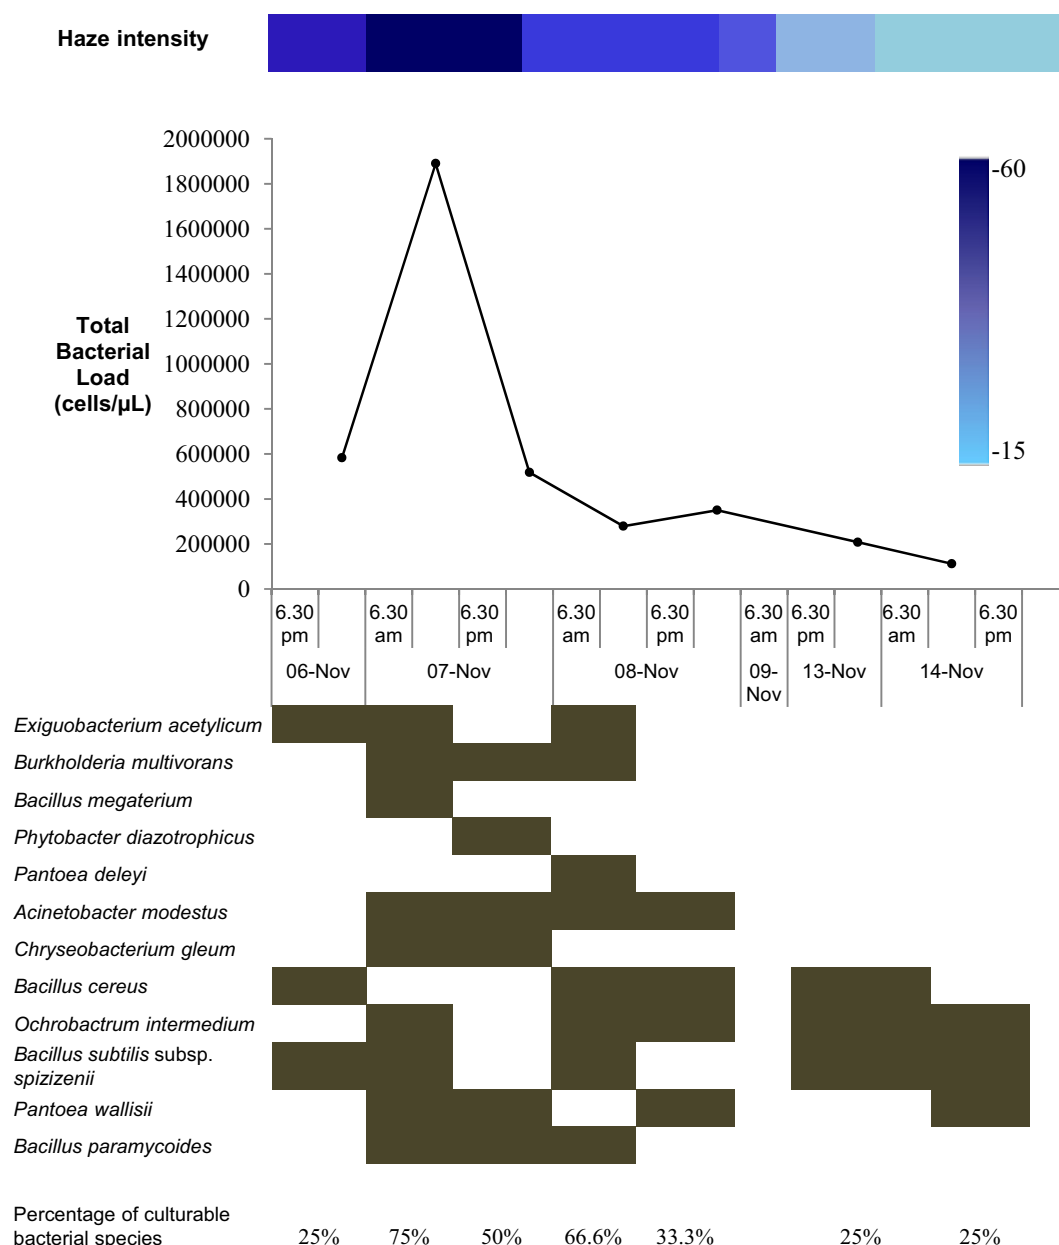 Haze intensity
2000000
1800000
1600000
1400000
1200000
1000000
800000
600000
400000
200000
0
Total
Bacterial
Load
(cells/µL)
-60
-15
6.30 pm
6.30 am
6.30 pm
6.30 am
6.30 pm
6.30 am
6.30 pm
6.30 am
6.30 pm
06-Nov
07-Nov
08-Nov
09-
Nov
13-Nov
14-Nov
Exiguobacterium acetylicum
Burkholderia multivorans
Bacillus megaterium
Phytobacter diazotrophicus
Pantoea deleyi
Acinetobacter modestus
Chryseobacterium gleum
Bacillus cereus
Ochrobactrum intermedium
Bacillus subtilis subsp.
spizizenii
Pantoea wallisii
Bacillus paramycoides
Percentage of culturable
bacterial species
25% 75% 50% 66.6% 33.3% 25% 25%